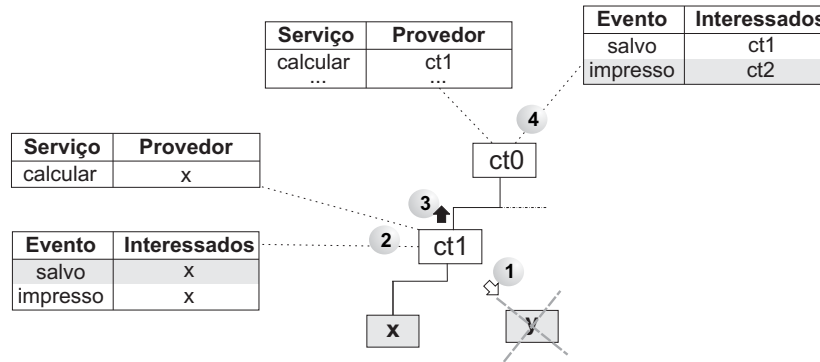 Evento Interessados
salvo ct1
impresso ct2
Serviço Provedor
calcular ct1
... ...
4
ct0
Serviço Provedor
calcular x
3
2
ct1
Evento Interessados
salvo x
impresso x
1
x
y